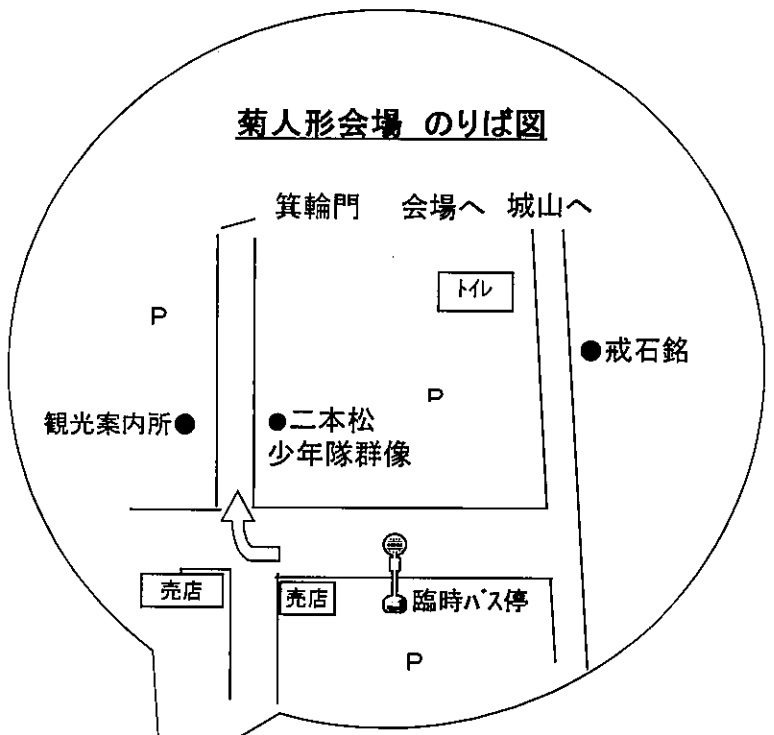 菊人形会場 のりば図
箕輪門 会場へ 城山へ
トイレ
P
●戒石銘
P
観光案内所●
●二本松
少年隊群像
売店
売店
臨時バス停
P